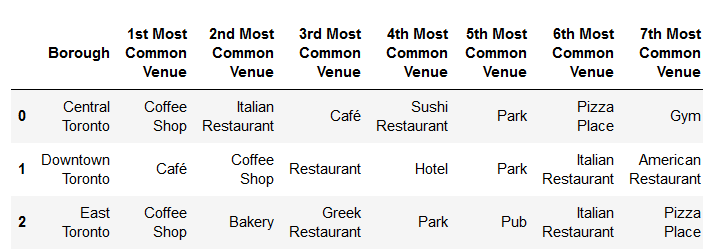 Borough 1st Most Common Venue 2nd Most Common Venue 3rd Most Common Venue 4th Most Common Venue 5th Most Common Venue 6th Most Common Venue 7th Most Common Venue
0 Central Toronto Coffee Shop Italian Restaurant Café Sushi Restaurant Park Pizza Place Gym
1 Downtown Toronto Café Coffee Shop Restaurant Hotel Park Italian Restaurant American Restaurant
2 East Toronto Coffee Shop Bakery Greek Restaurant Park Pub Italian Restaurant Pizza Place